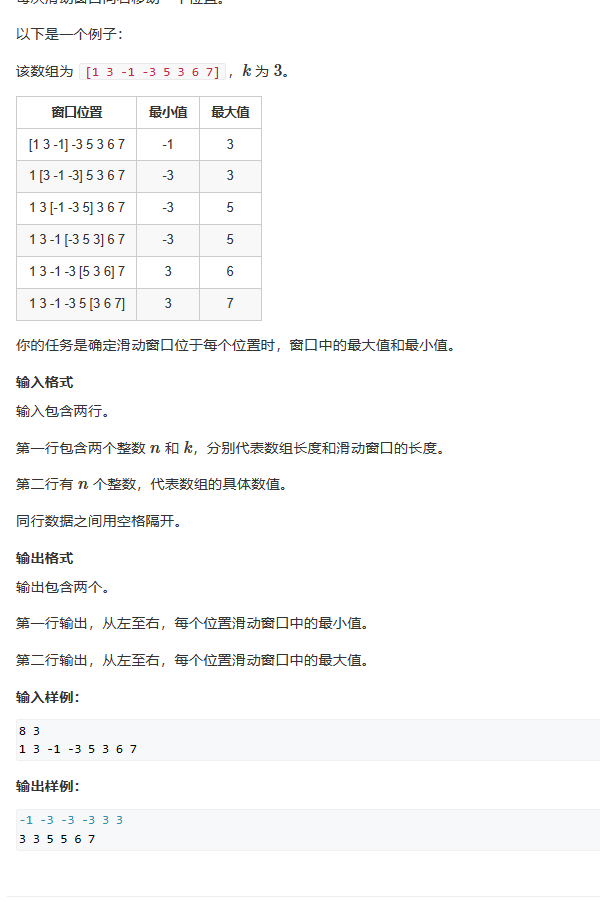 每次滑动窗口向右移动一个位置。
以下是一个例子：
该数组为 [1 3 -1 -3 5 3 6 7]，k 为 3。
窗口位置 最小值 最大值
[1 3 -1] -3 5 3 6 7 -1 3
1 [3 -1 -3] 5 3 6 7 -3 3
1 3 [-1 -3 5] 3 6 7 -3 5
1 3 -1 [-3 5 3] 6 7 -3 5
1 3 -1 -3 [5 3 6] 7 3 6
1 3 -1 -3 5 [3 6 7] 3 7
你的任务是确定滑动窗口位于每个位置时，窗口中的最大值和最小值。
输入格式
输入包含两行。
第一行包含两个整数 n 和 k，分别代表数组长度和滑动窗口的长度。
第二行有 n 个整数，代表数组的具体数值。
同行数据之间用空格隔开。
输出格式
输出包含两个。
第一行输出，从左至右，每个位置滑动窗口中的最小值。
第二行输出，从左至右，每个位置滑动窗口中的最大值。
输入样例：
8 3
1 3 -1 -3 5 3 6 7
输出样例：
-1 -3 -3 -3 3 3
3 3 5 5 6 7